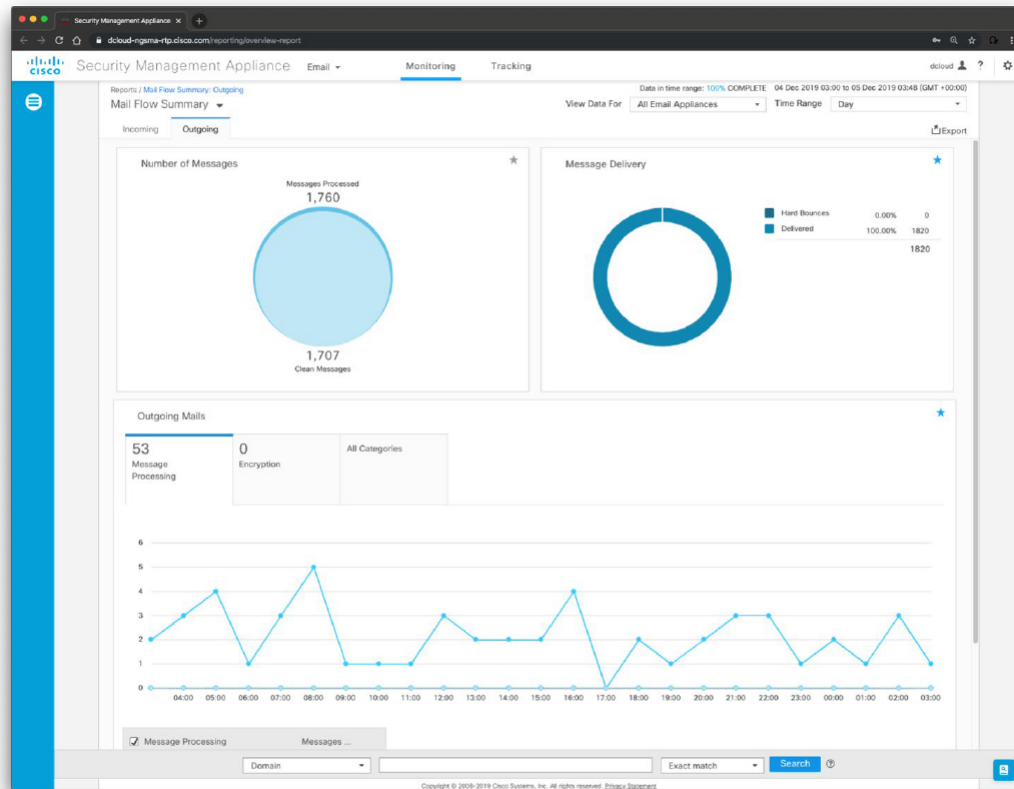 Security Management Appliance
dcloud-ngsma-rtp.cisco.com/reporting/overview-report
CISCO
Security Management Appliance Email Monitoring Tracking dcloud ?
Reports / Mail Flow Summary: Outgoing
Data in time range: 100% COMPLETE 04 Dec 2019 03:00 to 05 Dec 2019 03:48 (GMT +00:00)
Mail Flow Summary
View Data For All Email Appliances Time Range Day
Incoming Outgoing
Export
Number of Messages
Messages Processed
1,760
1,707
Clean Messages
Message Delivery
Hard Bounces 0.00% 0
Delivered 100.00% 1820
1820
Outgoing Mails
53
Message
Processing
0
Encryption
All Categories
6
5
4
3
2
1
0
04:00 05:00 06:00 07:00 08:00 09:00 10:00 11:00 12:00 13:00 14:00 15:00 16:00 17:00 18:00 19:00 20:00 21:00 22:00 23:00 00:00 01:00 02:00 03:00
Message Processing Messages ...
Domain Exact match Search ?
Copyright © 2008-2019 Cisco Systems, Inc. All rights reserved. Privacy Statement